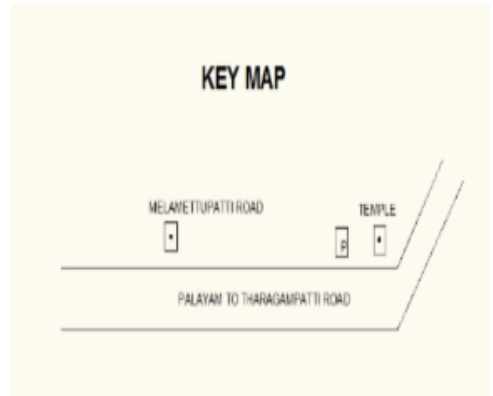 KEY MAP
MELAMETTUPATTI ROAD
TEMPLE
P
PALAYAM TO THARAGAMPATTI ROAD